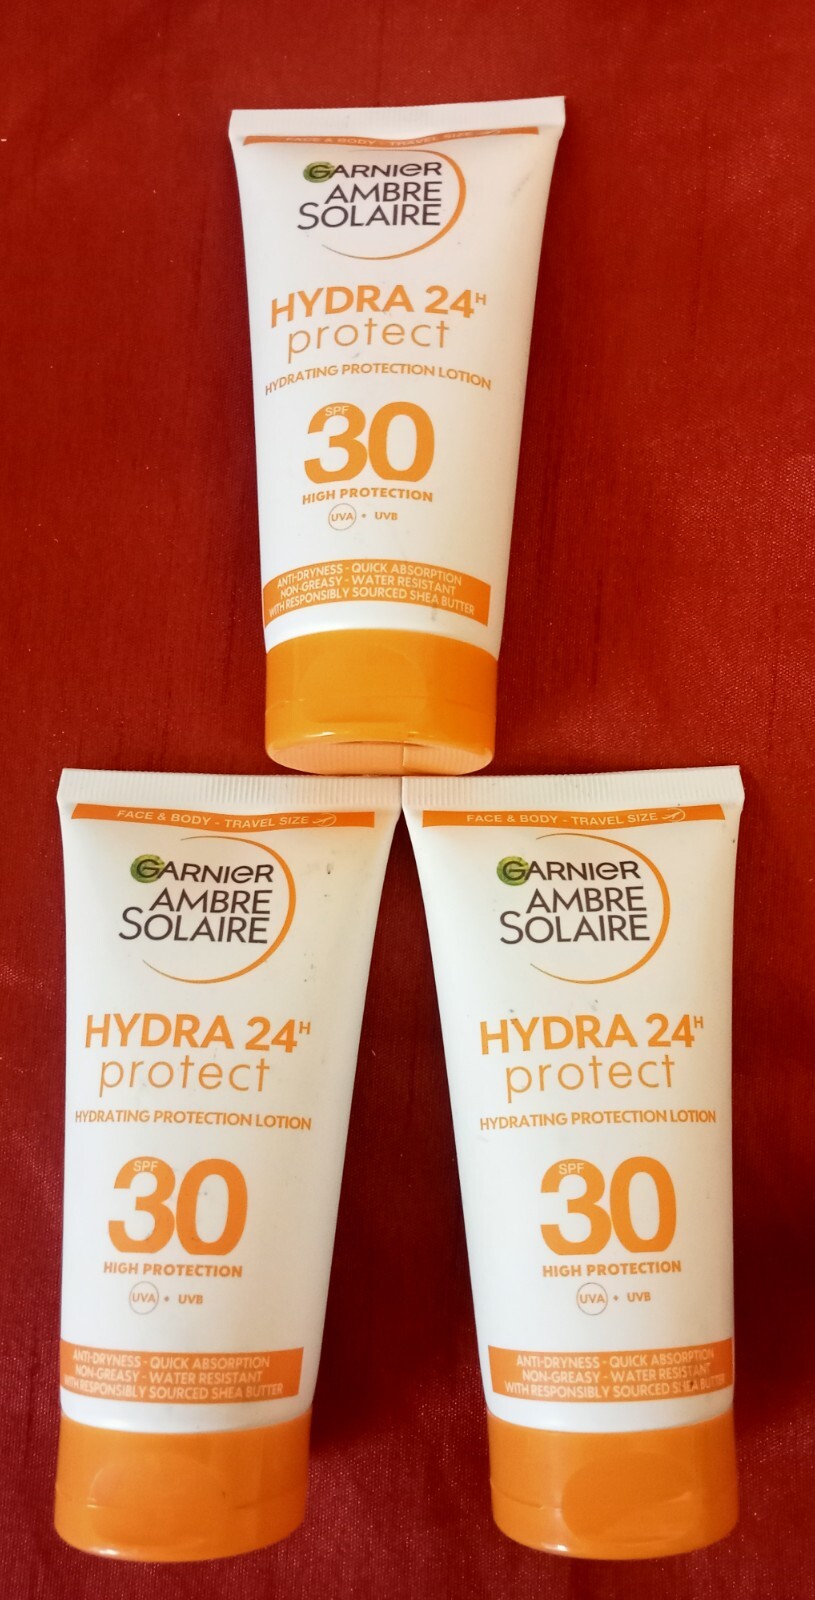 FACE & BODY - TRAVEL SIZE
GARNIER
AMBRE
SOLAIRE
HYDRA 24H
protect
HYDRATING PROTECTION LOTION
SPF
30
HIGH PROTECTION
UVA + UVB
ANTI-DRYNESS - QUICK ABSORPTION
NON-GREASY - WATER RESISTANT
WITH RESPONSIBLY SOURCED SHEA BUTTER
FACE & BODY - TRAVEL SIZE
GARNIER
AMBRE
SOLAIRE
HYDRA 24H
protect
HYDRATING PROTECTION LOTION
SPF
30
HIGH PROTECTION
UVA + UVB
ANTI-DRYNESS - QUICK ABSORPTION
NON-GREASY - WATER RESISTANT
WITH RESPONSIBLY SOURCED SHEA BUTTER
FACE & BODY - TRAVEL SIZE
GARNIER
AMBRE
SOLAIRE
HYDRA 24H
protect
HYDRATING PROTECTION LOTION
SPF
30
HIGH PROTECTION
UVA + UVB
ANTI-DRYNESS - QUICK ABSORPTION
NON-GREASY - WATER RESISTANT
WITH RESPONSIBLY SOURCED SHEA BUTTER